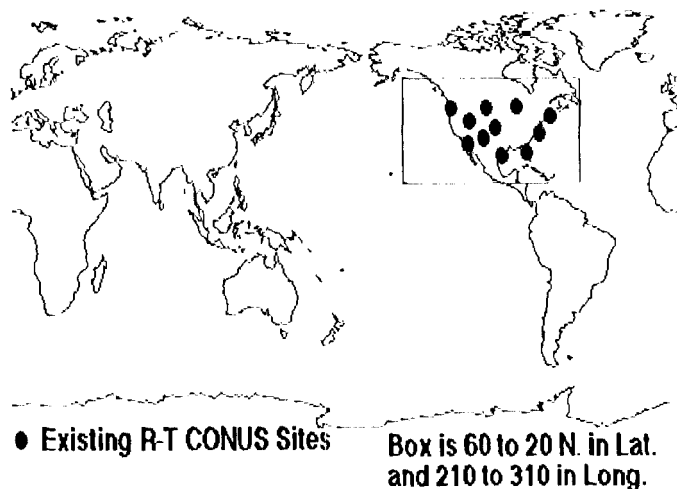 Existing R-T CONUS Sites
Box is 60 to 20 N. in Lat.
and 210 to 310 in Long.